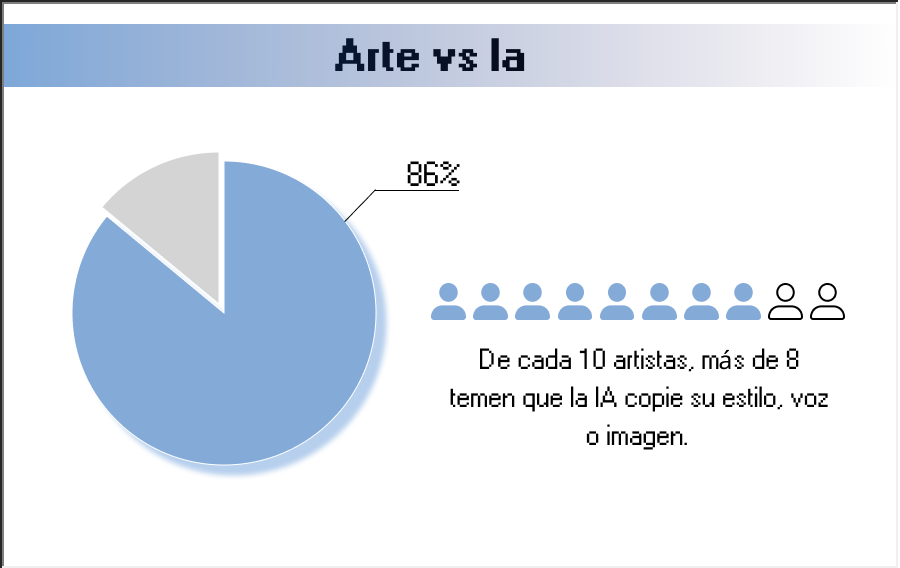 Arte vs Ia
86%
De cada 10 artistas, más de 8
temen que la IA copie su estilo, voz
o imagen.